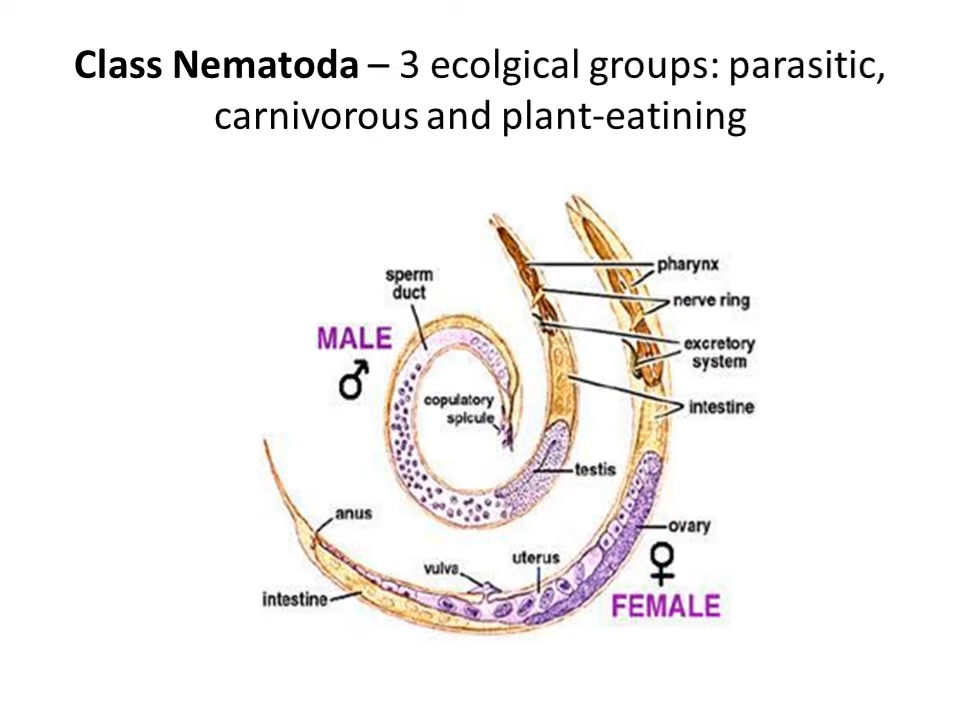 Class Nematoda – 3 ecolgical groups: parasitic,
carnivorous and plant-eatining
pharynx
sperm
duct
nerve ring
MALE
♂
excretory
system
copulatory
spicule
intestine
testis
anus
ovary
uterus
vulva
♀
intestine
FEMALE